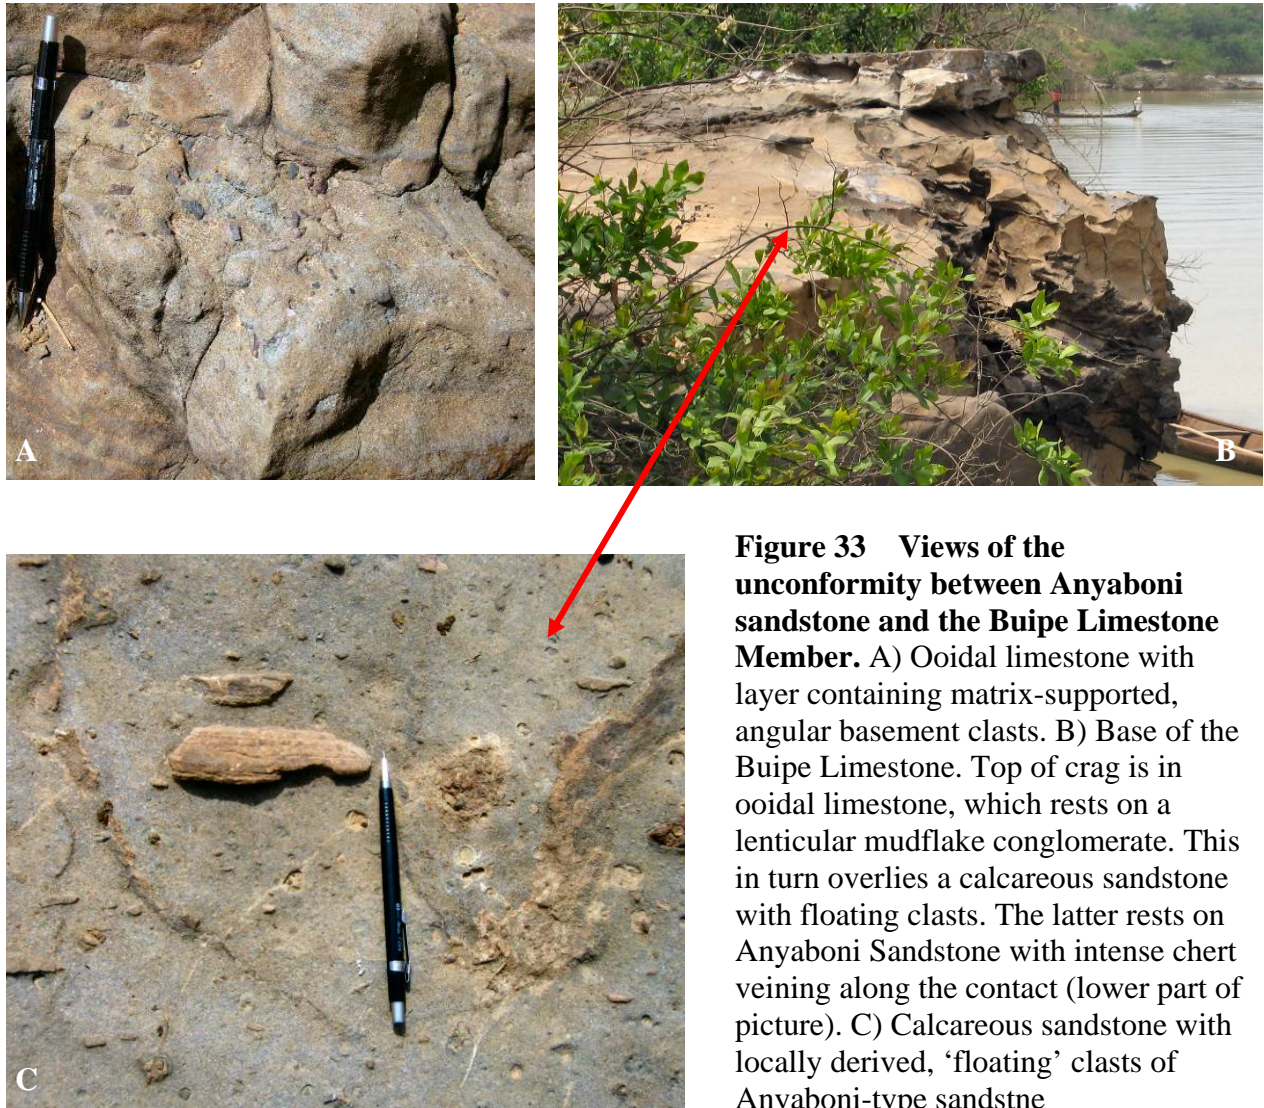 A
B
C
Figure 33 Views of the
unconformity between Anyaboni
sandstone and the Buipe Limestone
Member. A) Ooidal limestone with
layer containing matrix-supported,
angular basement clasts. B) Base of the
Buipe Limestone. Top of crag is in
ooidal limestone, which rests on a
lenticular mudflake conglomerate. This
in turn overlies a calcareous sandstone
with floating clasts. The latter rests on
Anyaboni Sandstone with intense chert
veining along the contact (lower part of
picture). C) Calcareous sandstone with
locally derived, ‘floating’ clasts of
Anyaboni-type sandstne